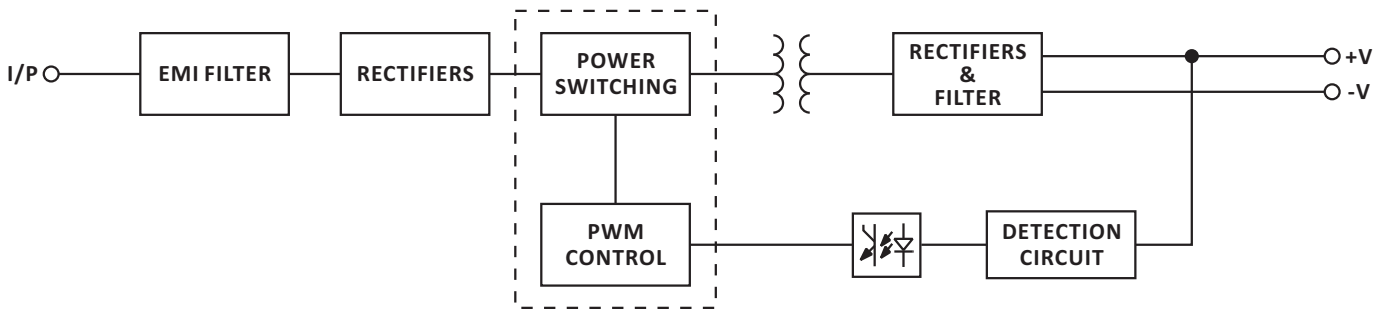 I/P
EMI FILTER
RECTIFIERS
POWER
SWITCHING
RECTIFIERS
&
FILTER
+V
-V
PWM
CONTROL
DETECTION
CIRCUIT